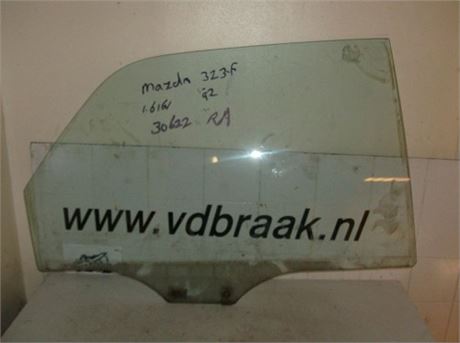 Mazda 323-F
1.6i16V 92
30622 RA
www.vdbraak.nl